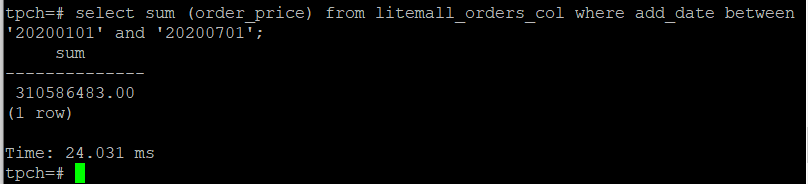 tpch=# select sum (order_price) from litemall_orders_col where add_date between
'20200101' and '20200701';
     sum
--------------
 310586483.00
(1 row)

Time: 24.031 ms
tpch=#